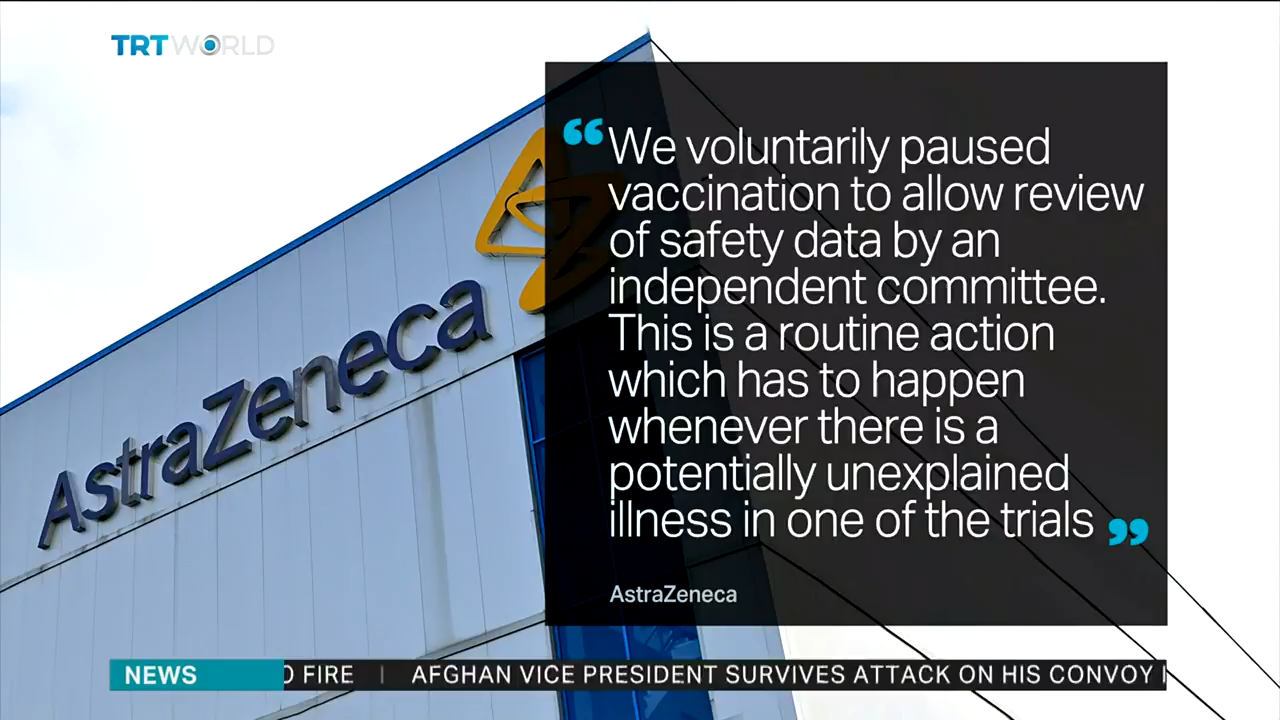 TRT WORLD
“We voluntarily paused
vaccination to allow review
of safety data by an
independent committee.
This is a routine action
which has to happen
whenever there is a
potentially unexplained
illness in one of the trials”
AstraZeneca
AstraZeneca
NEWS
O FIRE | AFGHAN VICE PRESIDENT SURVIVES ATTACK ON HIS CONVOY